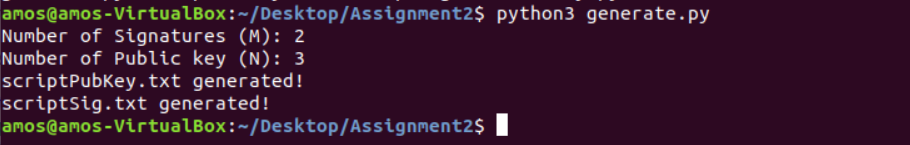 amos@amos-VirtualBox:~/Desktop/Assignment2$ python3 generate.py
Number of Signatures (M): 2
Number of Public key (N): 3
scriptPubKey.txt generated!
scriptSig.txt generated!
amos@amos-VirtualBox:~/Desktop/Assignment2$